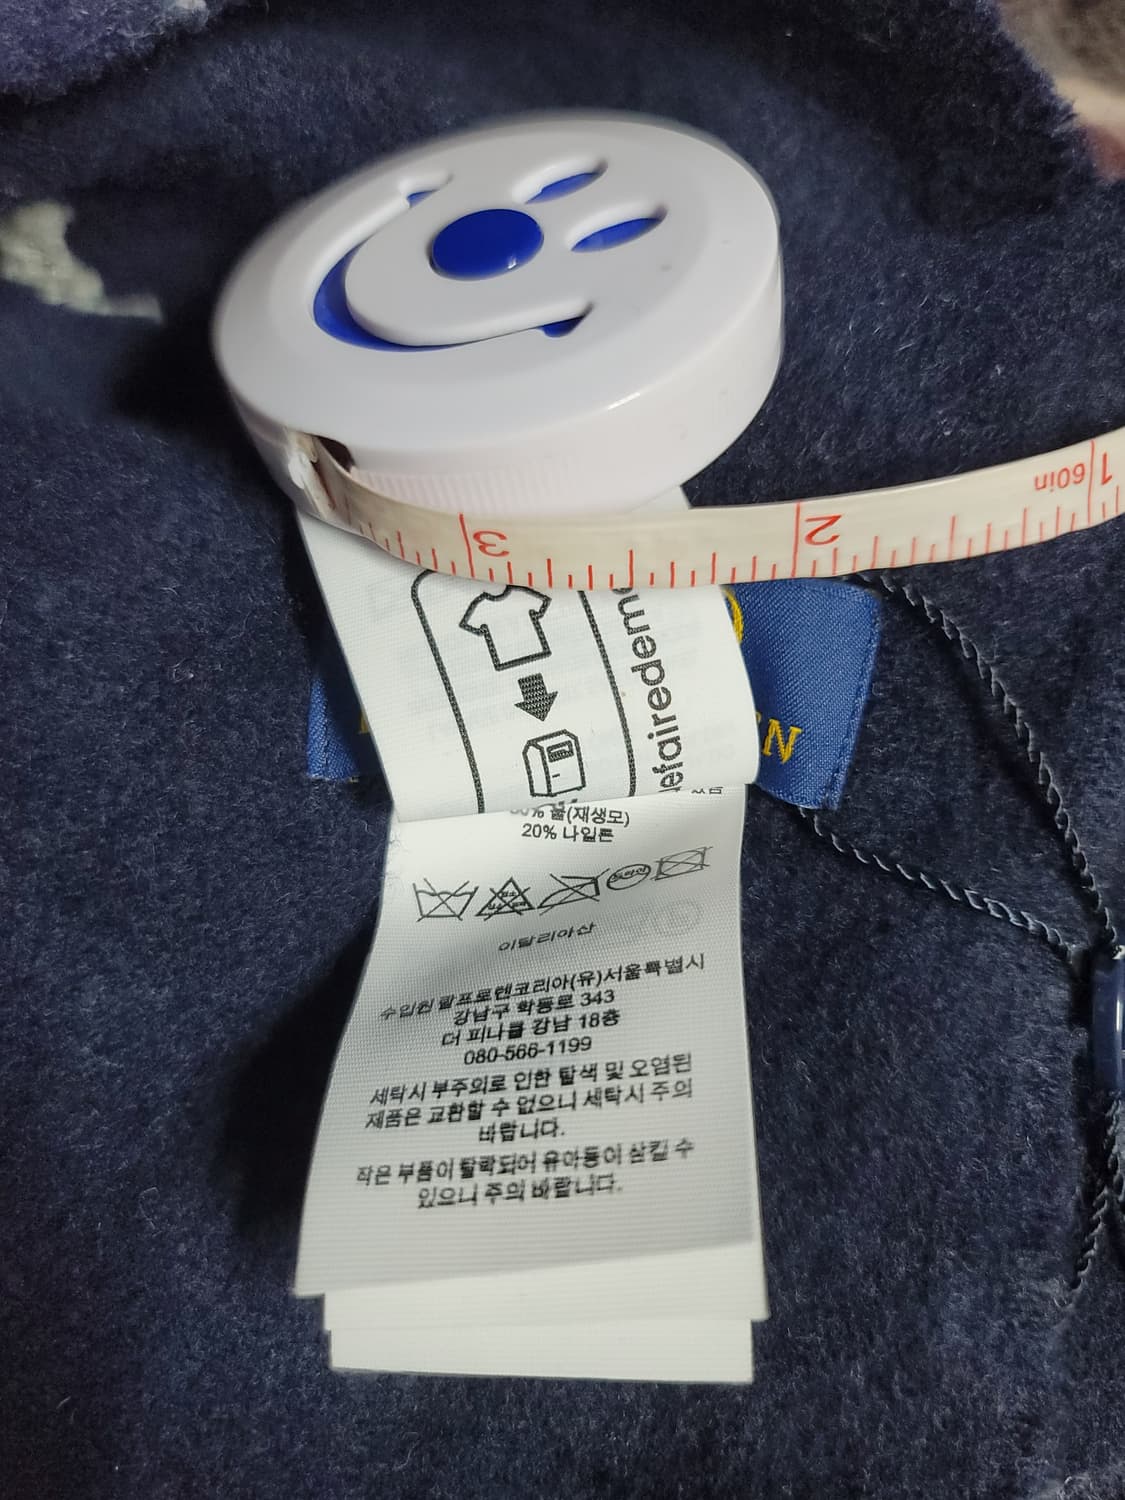 60in 1
2
3
efairedem
N
울(재생모)
20% 나일론
이탈리아산
수입원 랄프로렌코리아(유)서울특별시
강남구 학동로 343
더 피나클 강남 18층
080-566-1199
세탁시 부주의로 인한 탈색 및 오염된
제품은 교환할 수 없으니 세탁시 주의
바랍니다.
작은 부품이 탈락되어 유아동이 삼킬 수
있으니 주의 바랍니다.